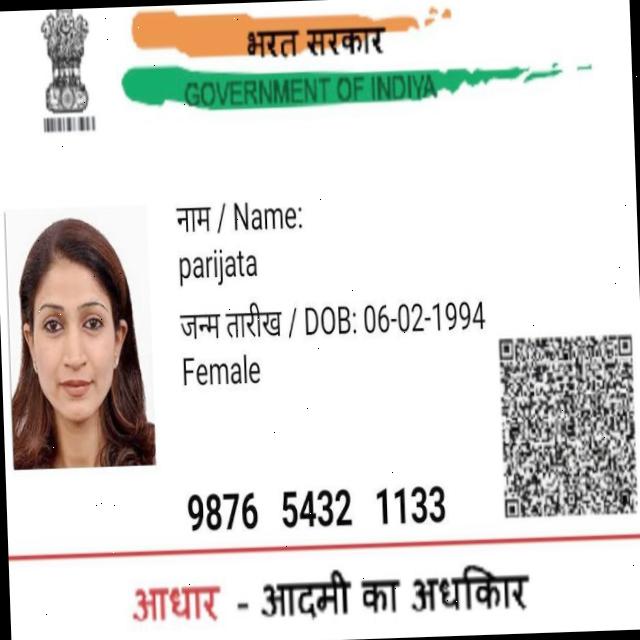 भरत सरकार
GOVERNMENT OF INDIYA
नाम / Name:
parijata
जन्म तारीख / DOB: 06-02-1994
Female
9876 5432 1133
आधार - आदमी का अधकिार